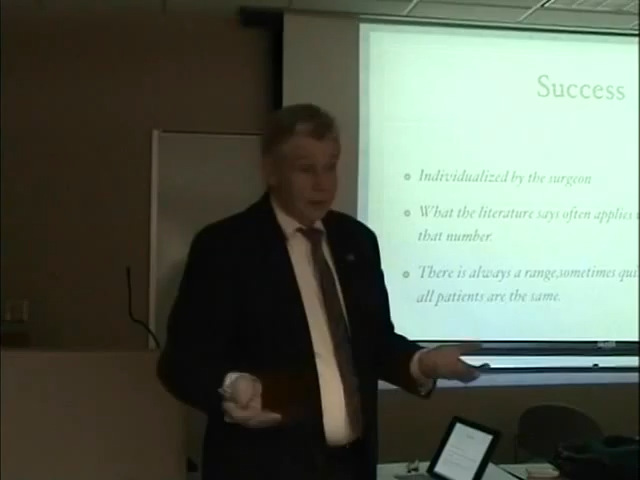 Success
Individualized by the surgeon
What the literature says often applies
that number.
There is always a range,sometimes
all patients are the same.